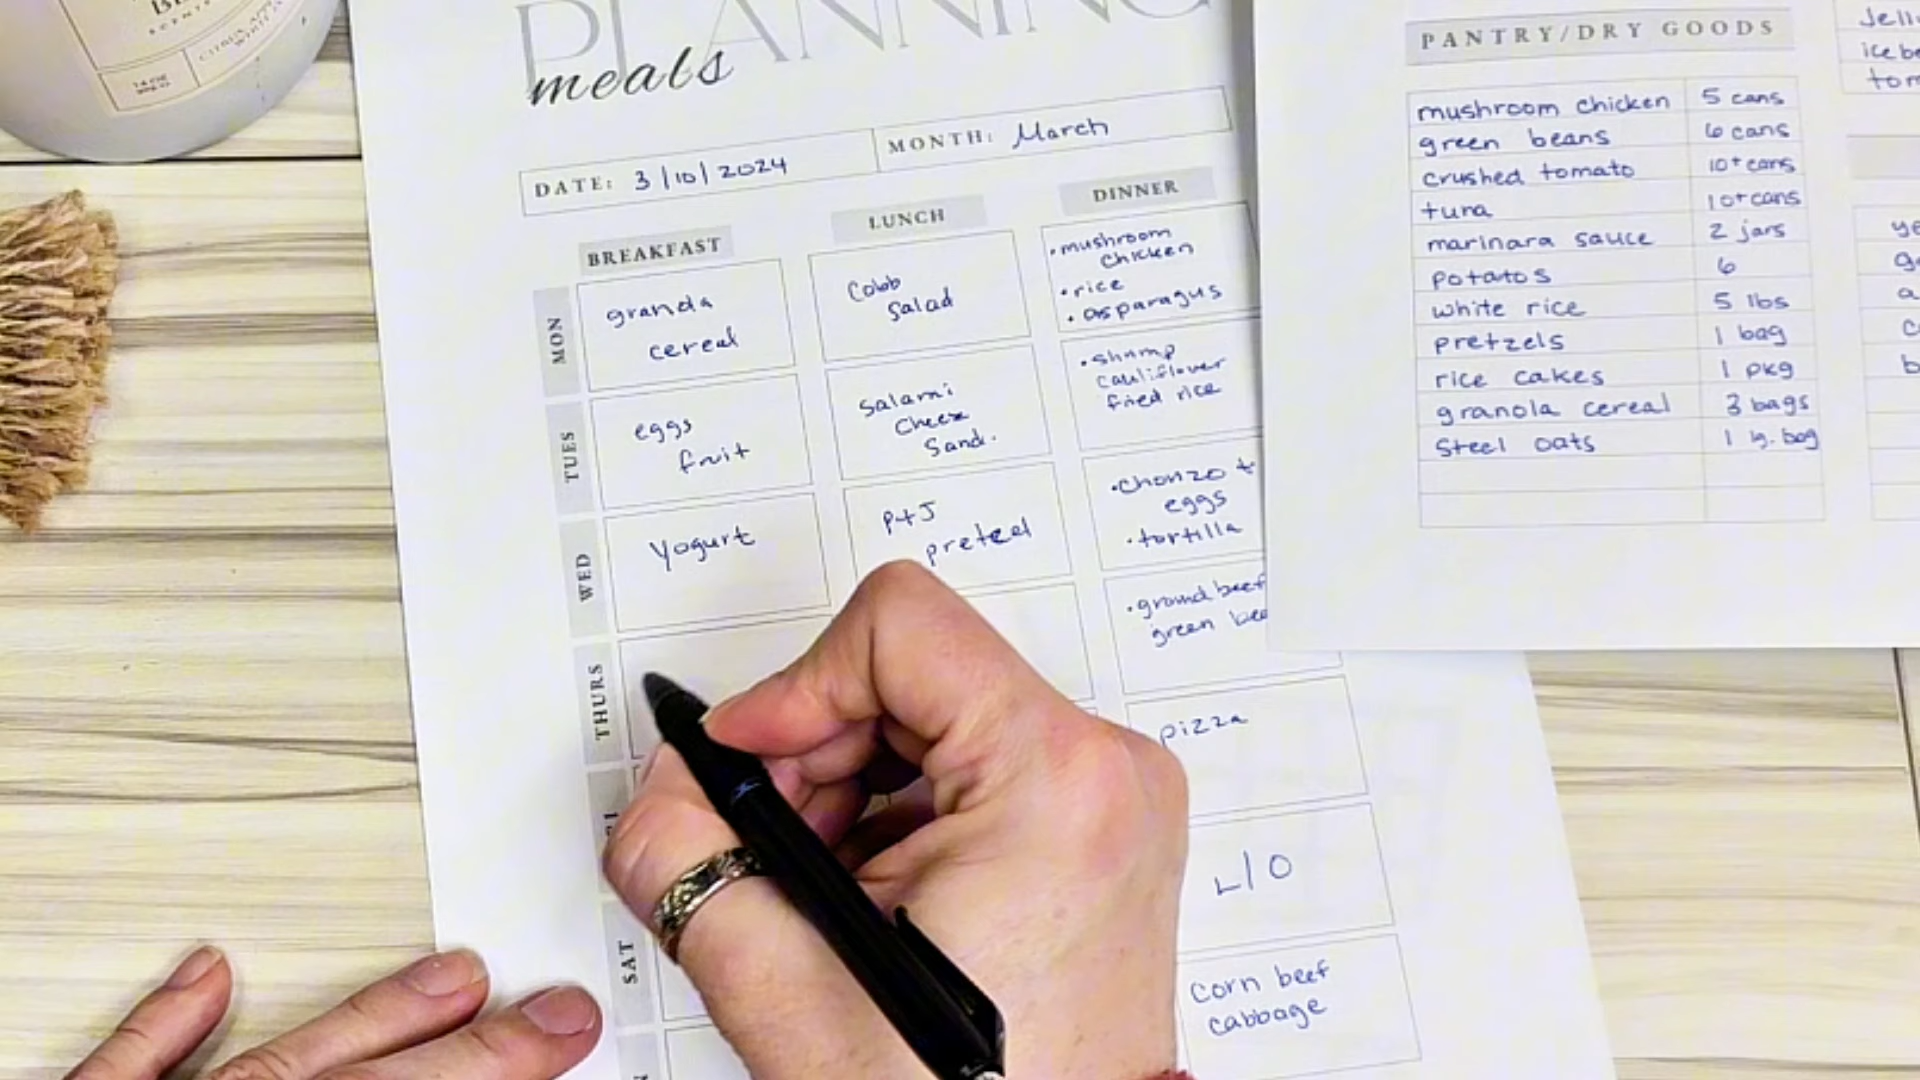 PLANNING
meals
DATE: 3/10/2024
MONTH: March
BREAKFAST
LUNCH
DINNER
MON
granola
cereal
Cobb
Salad
•mushroom
chicken
•rice
•asparagus
TUES
eggs
fruit
Salami
Cheese
Sand.
•shrimp
cauliflower
fried rice
WED
Yogurt
P+J
pretzel
•chorizo +
eggs
•tortilla
THURS
•ground beef
green
pizza
L/O
SAT
corn beef
cabbage
PANTRY/DRY GOODS
mushroom chicken 5 cans
green beans 6 cans
crushed tomato 10+cans
tuna 10+cans
marinara sauce 2 jars
potatos 6
white rice 5 lbs
pretzels 1 bag
rice cakes 1 pkg
granola cereal 3 bags
Steel oats 1 lg. bag